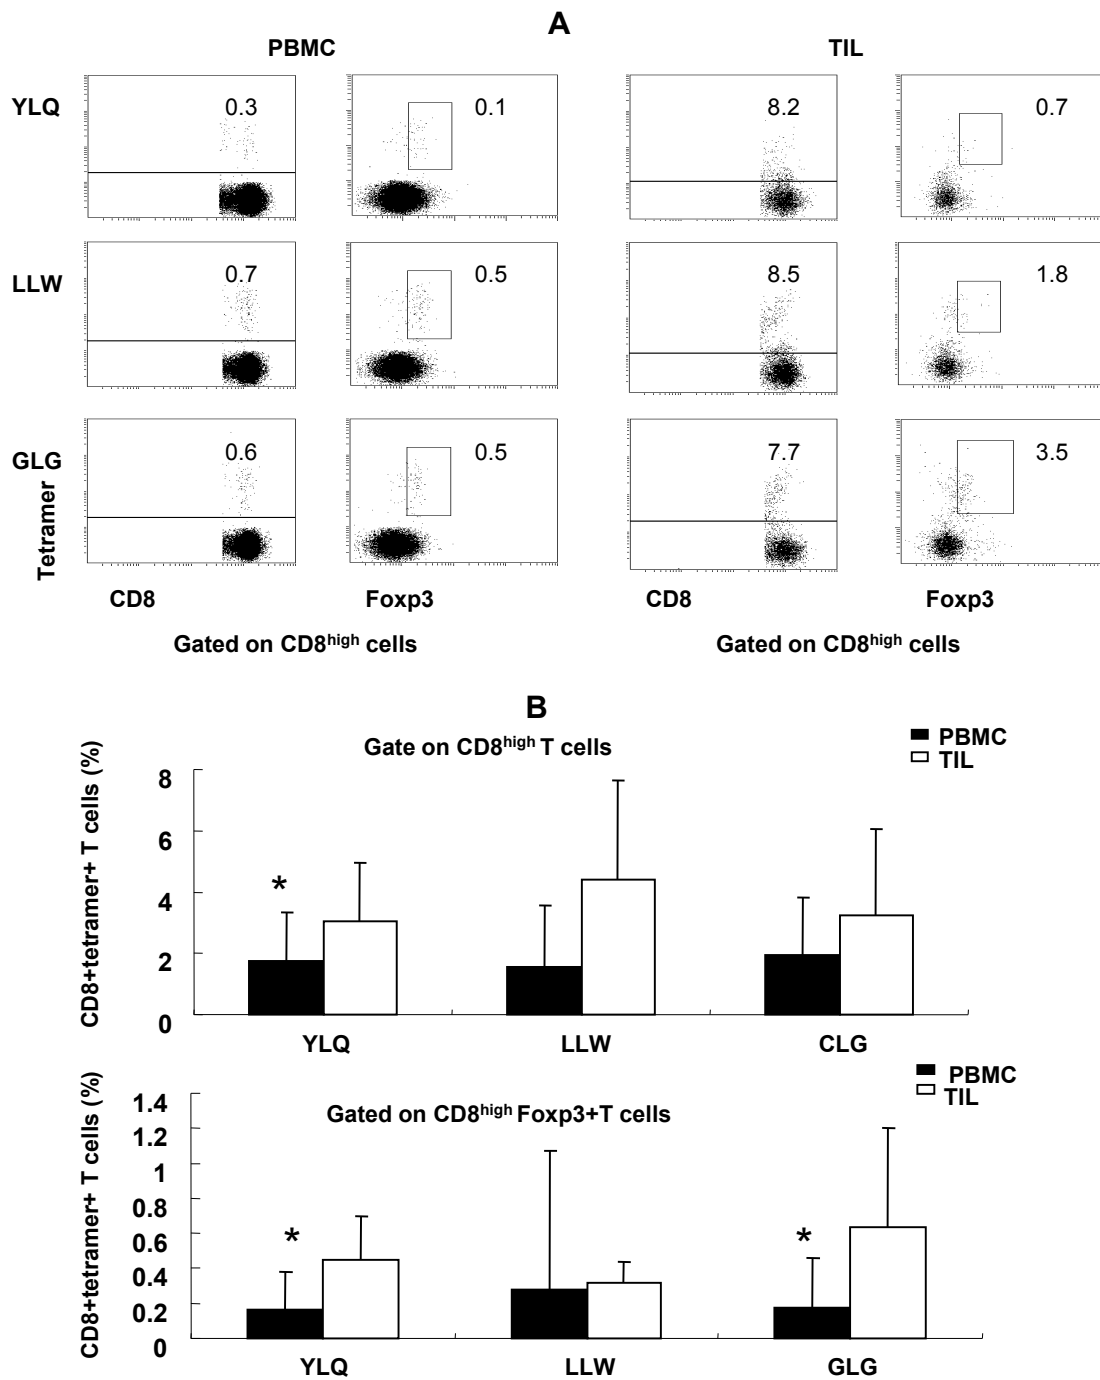 A
PBMC TIL
YLQ 0.3 0.1 8.2 0.7
LLW 0.7 0.5 8.5 1.8
GLG 0.6 0.5 7.7 3.5
Tetramer
CD8 Foxp3 CD8 Foxp3
Gated on CD8high cells Gated on CD8high cells
B
Gate on CD8high T cells
PBMC
TIL
CD8+tetramer+ T cells (%)
8
6
4
2
0
*
YLQ LLW CLG
PBMC
TIL
Gated on CD8high Foxp3+T cells
CD8+tetramer+ T cells (%)
1.4
1.2
1
0.8
0.6
0.4
0.2
0
* *
YLQ LLW GLG